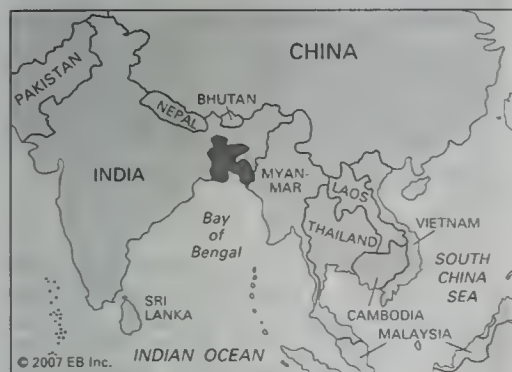 CHINA
PAKISTAN
BHUTAN
NEPAL
INDIA
MYAN-
MAR
LAOS
Bay
of
Bengal
THAILAND
VIETNAM
SOUTH
CHINA
SEA
SRI
LANKA
CAMBODIA
MALAYSIA
© 2007 EB Inc.
INDIAN OCEAN